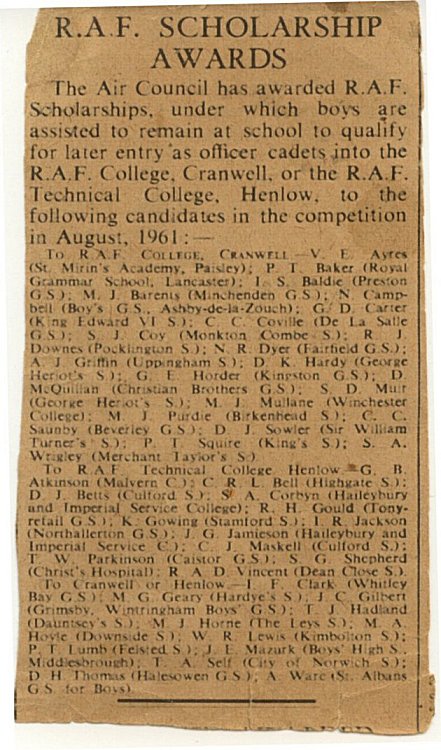 R.A.F. SCHOLARSHIP
AWARDS
The Air Council has awarded R.A.F.
Scholarships, under which boys are
assisted to remain at school to qualify
for later entry as officer cadets into the
R.A.F. College, Cranwell, or the R.A.F.
Technical College, Henlow, to the
following candidates in the competition
in August, 1961:—
TO R.A.F. COLLEGE, CRANWELL—V. E. Ayres
(St. Mirin's Academy, Paisley); P. T. Baker (Royal
Grammar School, Lancaster); I. S. Baldie (Preston
G.S.); M. J. Barents (Minchenden G.S.); N. Camp-
bell (Boy's G.S., Ashby-de-la-Zouch); G. D. Carter
(King Edward VI S.); C. C. Coville (De La Salle
G.S.); S. J. Coy (Monkton Combe S.); R. J.
Downes (Pocklington S.); N. R. Dyer (Fairfield G.S.);
A. J. Griffin (Uppingham S.); D. K. Hardy (George
Heriot's S.); G. E. Horder (Kingston G.S.); D.
McQuillan (Christian Brothers G.S.); S. D. Muir
(George Heriot's S.); M. J. Mullane (Winchester
College); M. J. Purdie (Birkenhead S.); C. C.
Saunby (Beverley G.S.); D. J. Sowler (Sir William
Turner's S.); P. T. Squire (King's S.); S. A.
Wrigley (Merchant Taylor's S.)
To R.A.F. Technical College Henlow—G. B.
Atkinson (Malvern C.); C. R. L. Bell (Highgate S.);
D. J. Betts (Culford S.); S. A. Corbyn (Haileybury
and Imperial Service College); R. H. Gould (Tony-
refail G.S.); K. Gowing (Stamford S.); I. R. Jackson
(Northallerton G.S.); J. G. Jamieson (Haileybury and
Imperial Service C.); C. J. Maskell (Culford S.);
T. W. Parkinson (Caistor G.S.); S. G. Shepherd
(Christ's Hospital); R. A. D. Vincent (Dean Close S.)
To Cranwell or Henlow—I. F. Clark (Whitley
Bay G.S.); M. G. Geary (Hardye's S.); J. C. Gilbert
(Grimsby, Wintringham Boys' G.S.); T. J. Hadland
(Dauntsey's S.); M. J. Horne (The Leys S.); M. A.
Hoyle (Downside S.); W. R. Lewis (Kimbolton S.);
P. T. Lumb (Felsted S.); J. E. Mazurk (Boys' High S.,
Middlesbrough); T. A. Self (City of Norwich S.);
D. H. Thomas (Halesowen G.S.); A. Ware (St. Albans
G.S. for Boys)